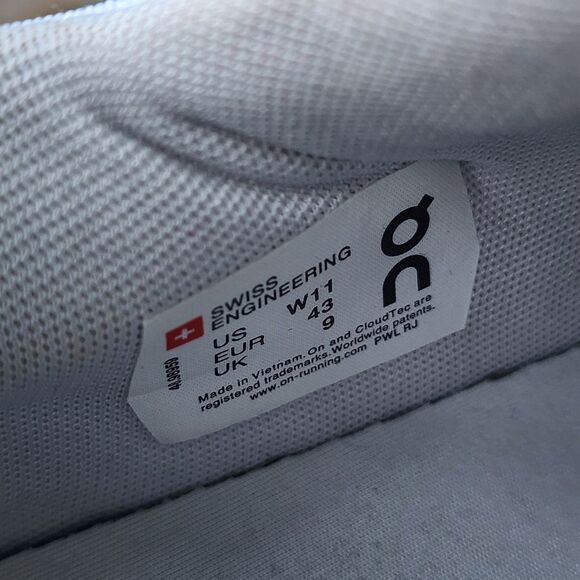 ON
SWISS
ENGINEERING
US W11
EUR 43
UK 9
Made in Vietnam. On and CloudTec are
registered trademarks. Worldwide patents.
www.on-running.com PWL RJ